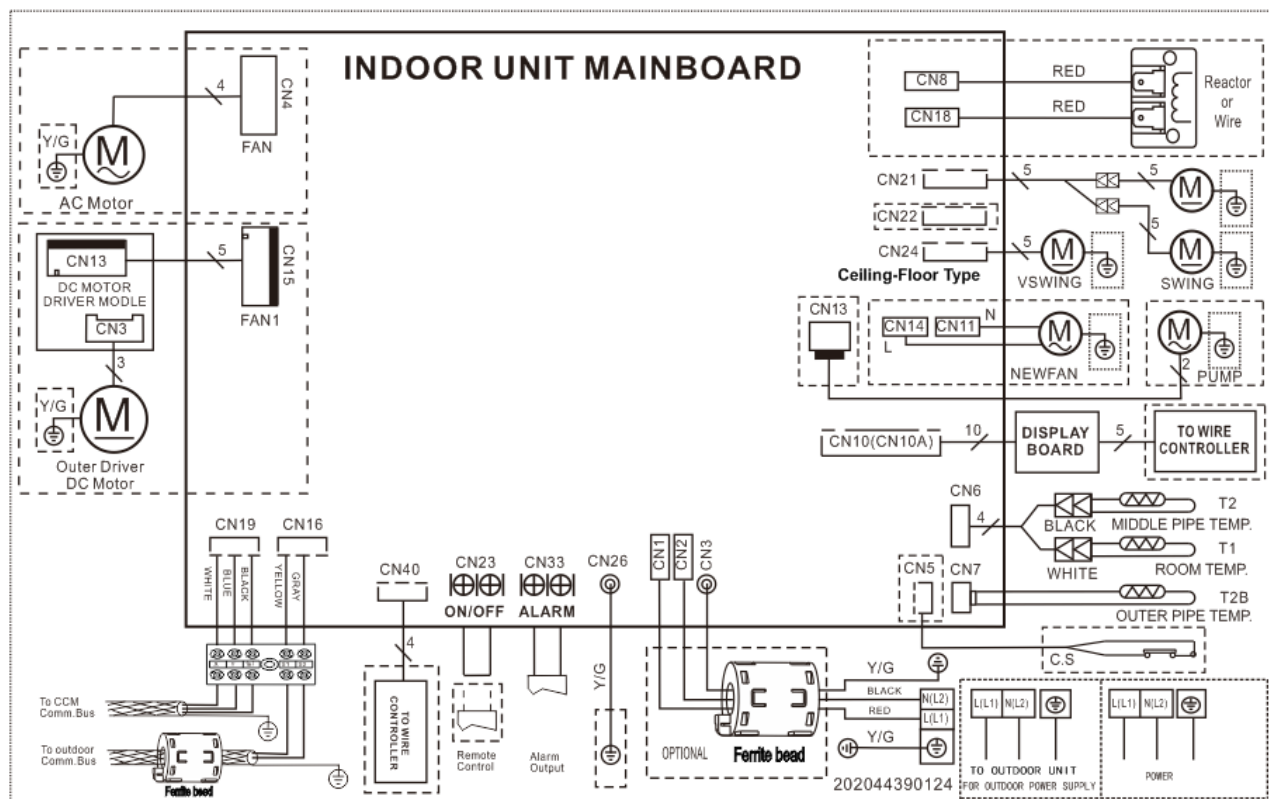 INDOOR UNIT MAINBOARD
4
CN4
FAN
Y/G
M
AC Motor
CN13
DC MOTOR
DRIVER MODLE
CN3
5
CN15
FAN1
3
Y/G
M
Outer Driver
DC Motor
CN8
RED
CN18
RED
Reactor
or
Wire
CN21
5
5
M
CN22
5
CN24
5
M
M
Ceiling-Floor Type
VSWING
SWING
CN13
CN14
CN11
N
L
M
NEWFAN
M
2
PUMP
CN10(CN10A)
10
DISPLAY
BOARD
5
TO WIRE
CONTROLLER
CN6
4
BLACK
T2
MIDDLE PIPE TEMP.
WHITE
T1
ROOM TEMP.
CN5
CN7
T2B
OUTER PIPE TEMP.
C.S
CN19
CN16
WHITE
BLUE
BLACK
YELLOW
GRAY
To CCM
Comm.Bus
To outdoor
Comm.Bus
Ferrite bead
CN40
4
TO WIRE
CONTROLLER
CN23
ON/OFF
Remote
Control
CN33
ALARM
Alarm
Output
CN26
Y/G
CN1
CN2
CN3
OPTIONAL
Ferrite bead
Y/G
BLACK
RED
Y/G
N(L2)
L(L1)
202044390124
L(L1)
N(L2)
TO OUTDOOR UNIT
FOR OUTDOOR POWER SUPPLY
L(L1)
N(L2)
POWER